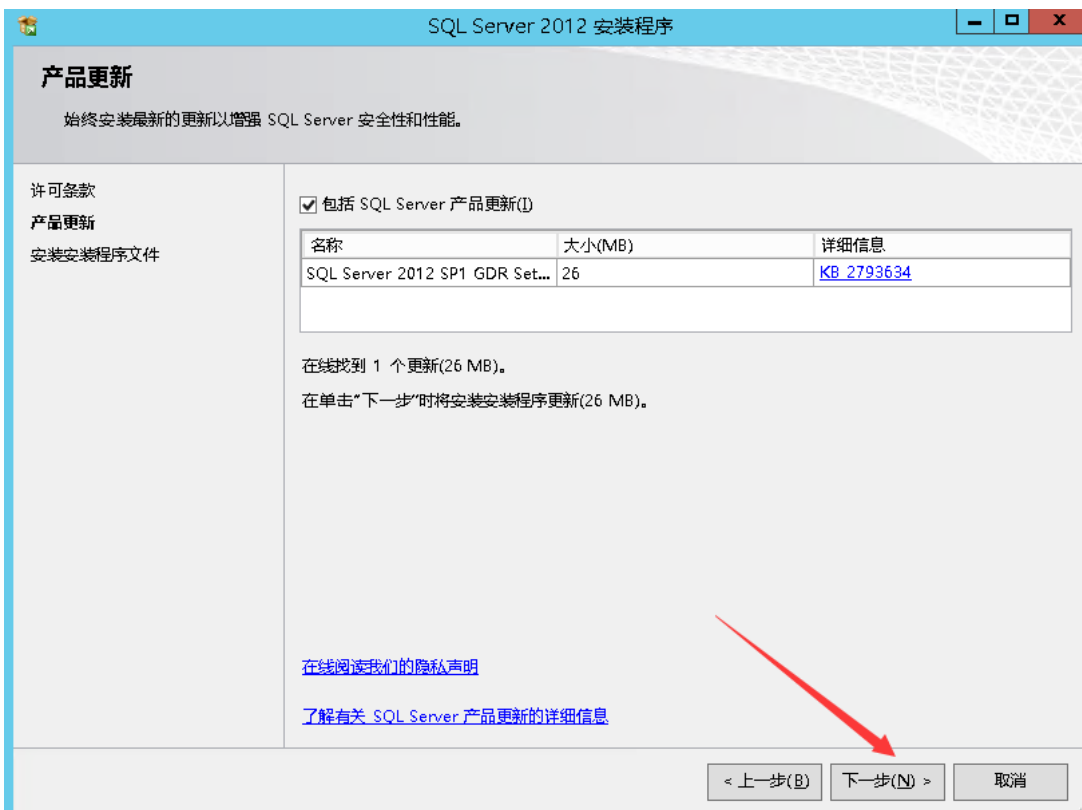 SQL Server 2012 安装程序
产品更新
始终安装最新的更新以增强 SQL Server 安全性和性能。
许可条款
产品更新
安装安装程序文件
包括 SQL Server 产品更新(I)
名称 大小(MB) 详细信息
SQL Server 2012 SP1 GDR Set... 26 KB 2793634
在线找到 1 个更新(26 MB)。
在单击"下一步"时将安装安装程序更新(26 MB)。
在线阅读我们的隐私声明
了解有关 SQL Server 产品更新的详细信息
< 上一步(B) 下一步(N) > 取消